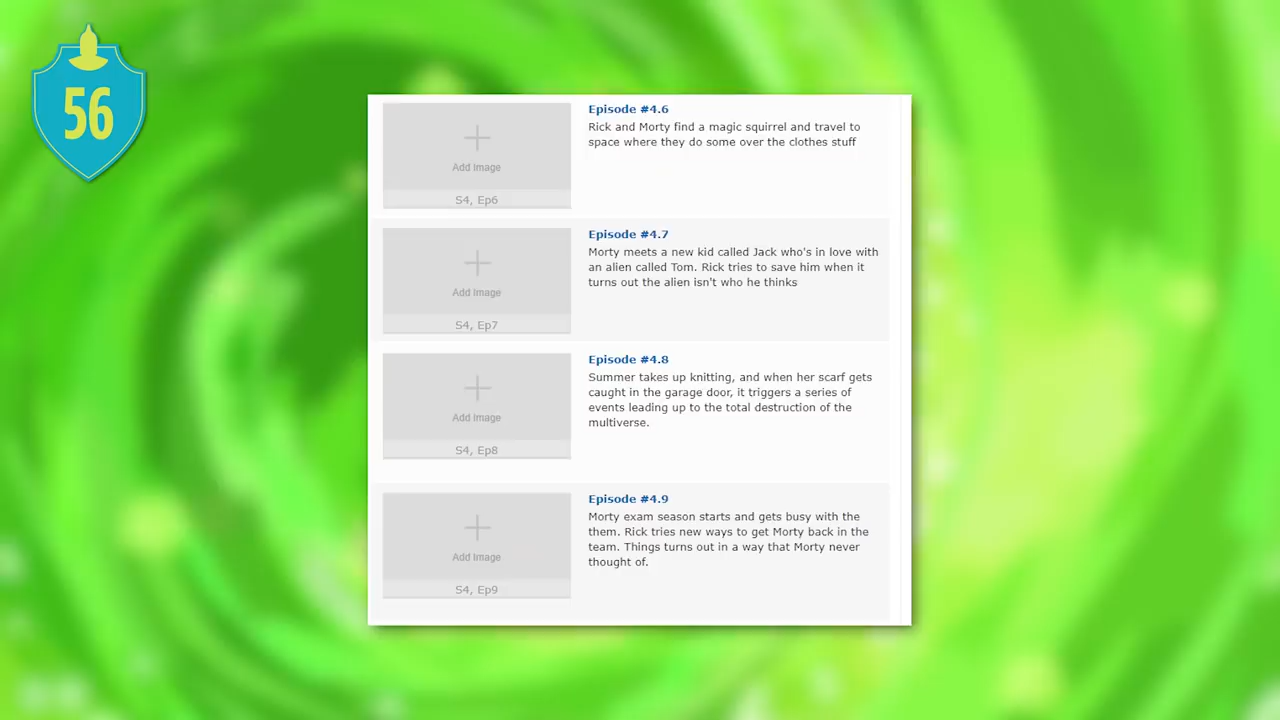 56
Episode #4.6
Rick and Morty find a magic squirrel and travel to
space where they do some over the clothes stuff
Add Image
S4, Ep6
Episode #4.7
Morty meets a new kid called Jack who's in love with
an alien called Tom. Rick tries to save him when it
turns out the alien isn't who he thinks
Add Image
S4, Ep7
Episode #4.8
Summer takes up knitting, and when her scarf gets
caught in the garage door, it triggers a series of
events leading up to the total destruction of the
multiverse.
Add Image
S4, Ep8
Episode #4.9
Morty exam season starts and gets busy with the
them. Rick tries new ways to get Morty back in the
team. Things turns out in a way that Morty never
thought of.
Add Image
S4, Ep9